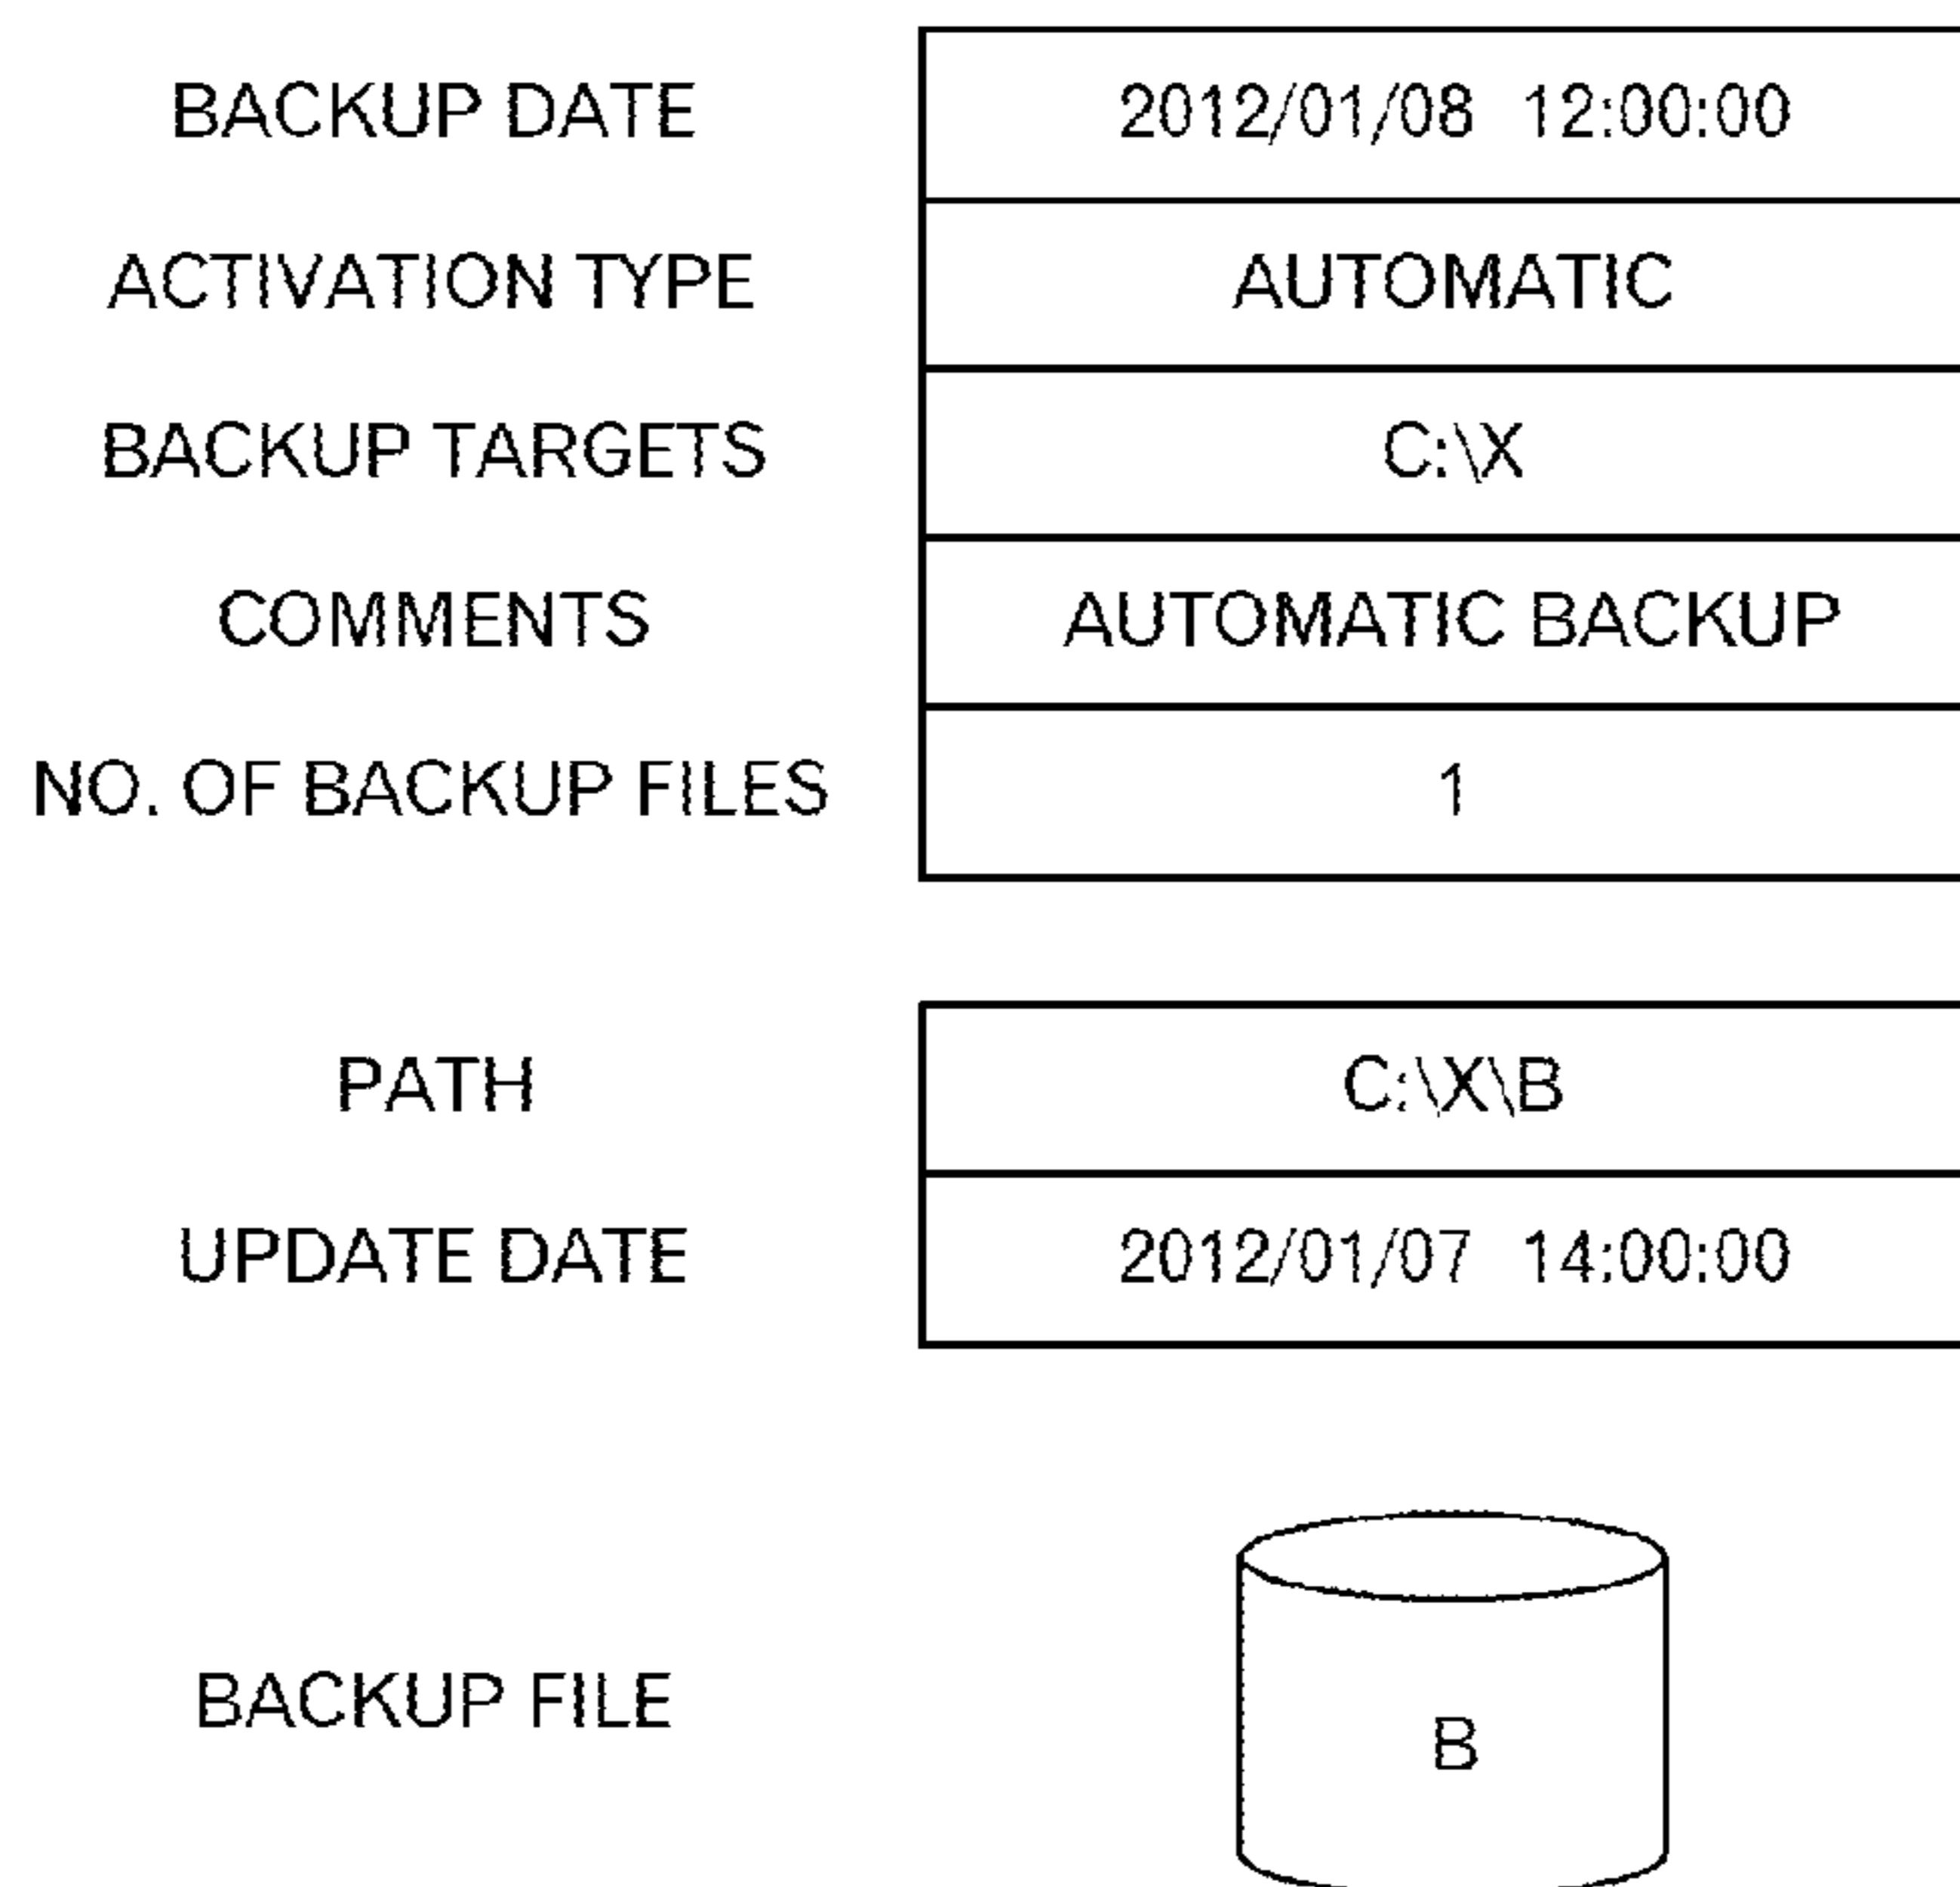 BACKUP DATE 2012/01/08 12:00:00
ACTIVATION TYPE AUTOMATIC
BACKUP TARGETS C:\X
COMMENTS AUTOMATIC BACKUP
NO. OF BACKUP FILES 1
PATH C:\X\B
UPDATE DATE 2012/01/07 14:00:00
BACKUP FILE B